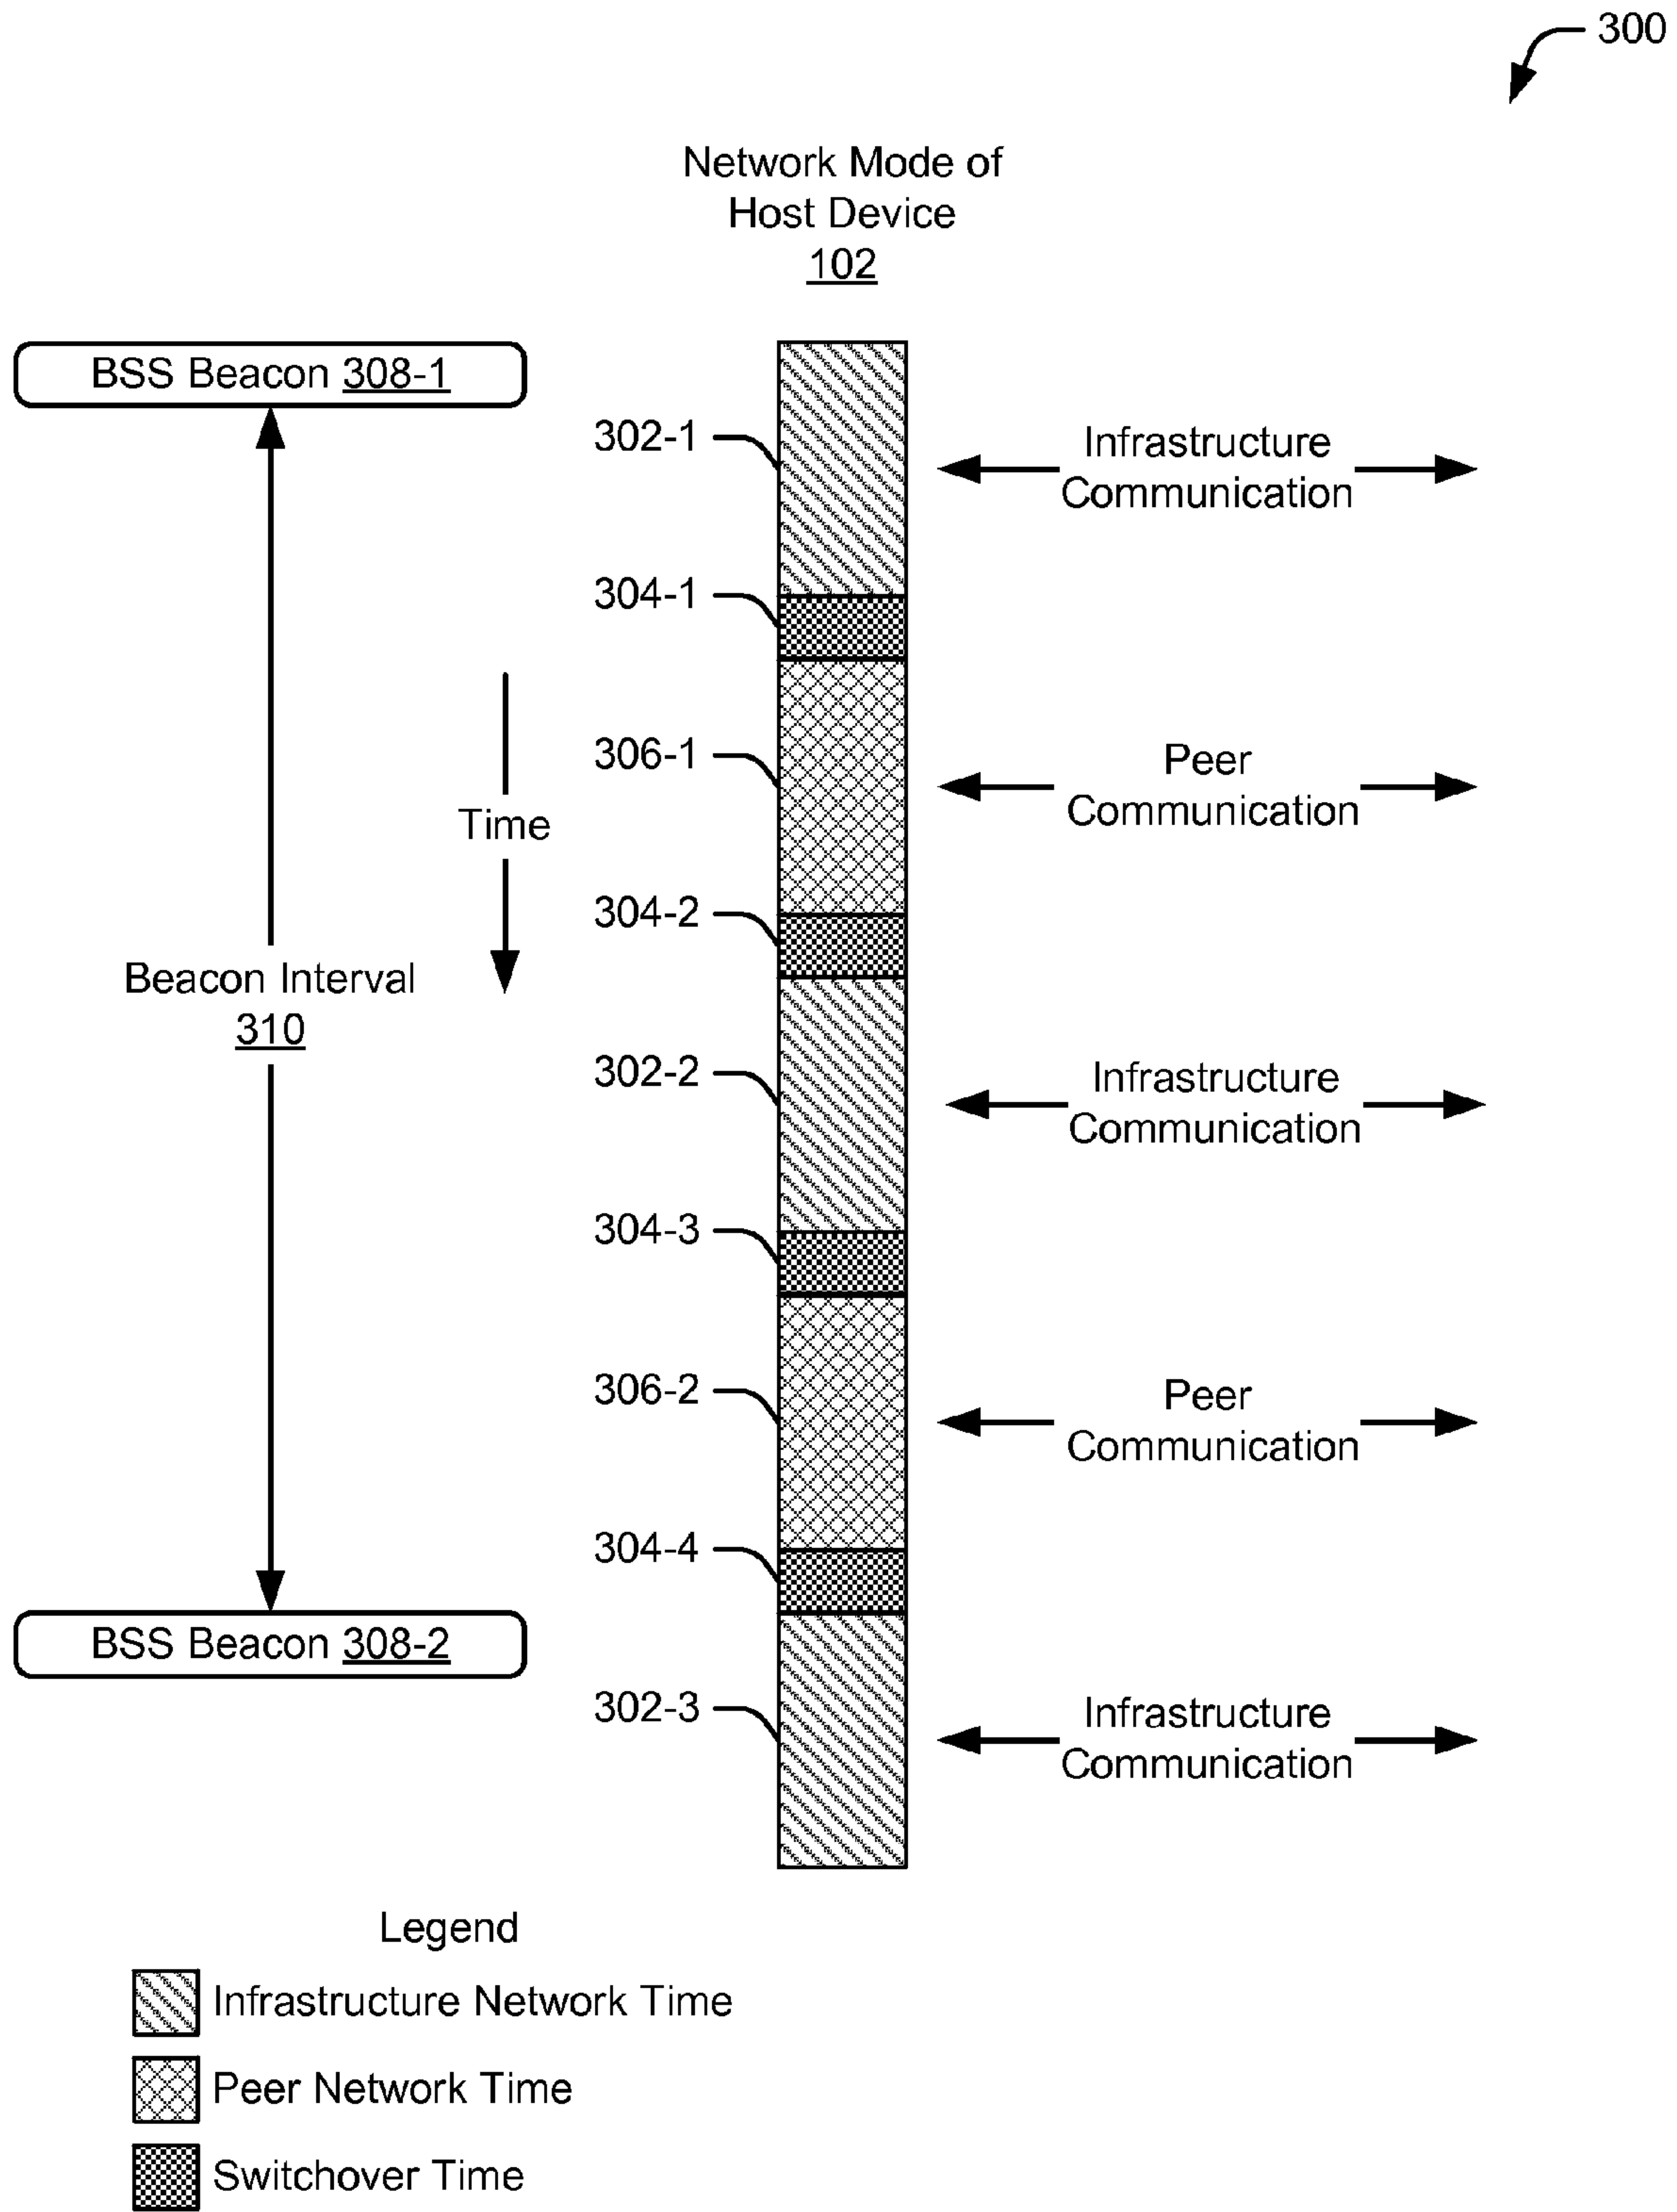 300
Network Mode of
Host Device
102
BSS Beacon 308-1
302-1
Infrastructure
Communication
304-1
306-1
Peer
Communication
Time
304-2
Beacon Interval
310
302-2
Infrastructure
Communication
304-3
306-2
Peer
Communication
304-4
BSS Beacon 308-2
302-3
Infrastructure
Communication
Legend
Infrastructure Network Time
Peer Network Time
Switchover Time